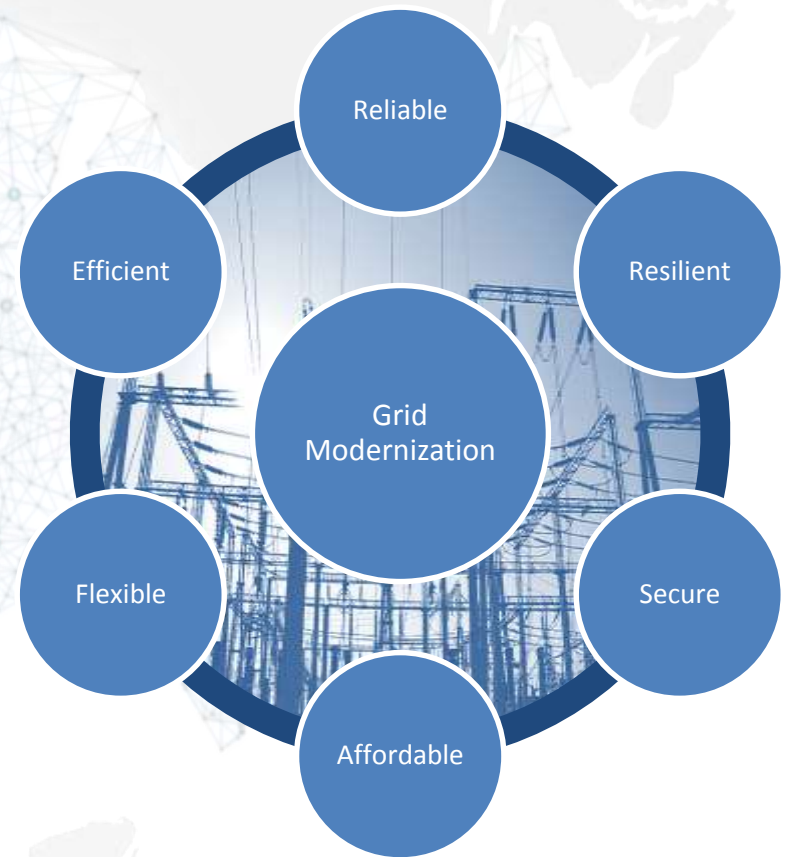 Reliable
Resilient
Secure
Affordable
Flexible
Efficient
Grid
Modernization